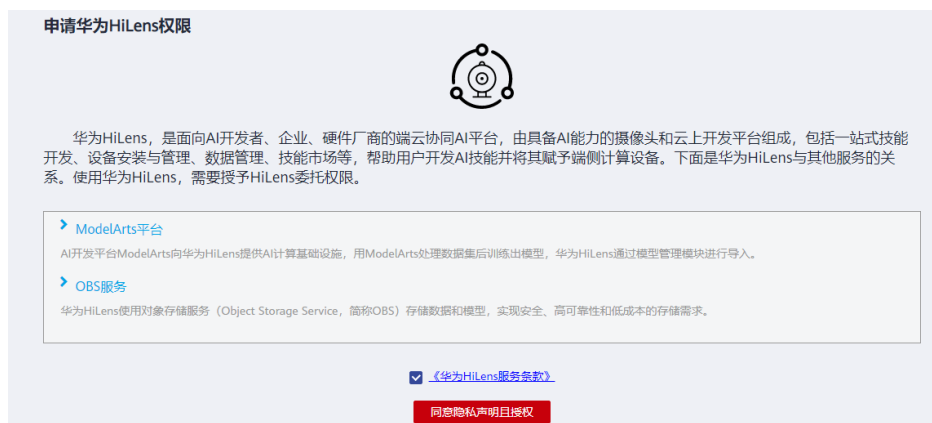 申请华为HiLens权限
华为HiLens，是面向AI开发者、企业、硬件厂商的端云协同AI平台，由具备AI能力的摄像头和云上开发平台组成，包括一站式技能
开发、设备安装与管理、数据管理、技能市场等，帮助用户开发AI技能并将其赋予端侧计算设备。下面是华为HiLens与其他服务的关
系。使用华为HiLens，需要授予HiLens委托权限。
ModelArts平台
AI开发平台ModelArts向华为HiLens提供AI计算基础设施，用ModelArts处理数据集后训练出模型，华为HiLens通过模型管理模块进行导入。
OBS服务
华为HiLens使用对象存储服务（Object Storage Service，简称OBS）存储数据和模型，实现安全、高可靠性和低成本的存储需求。
《华为HiLens服务条款》
同意隐私声明且授权